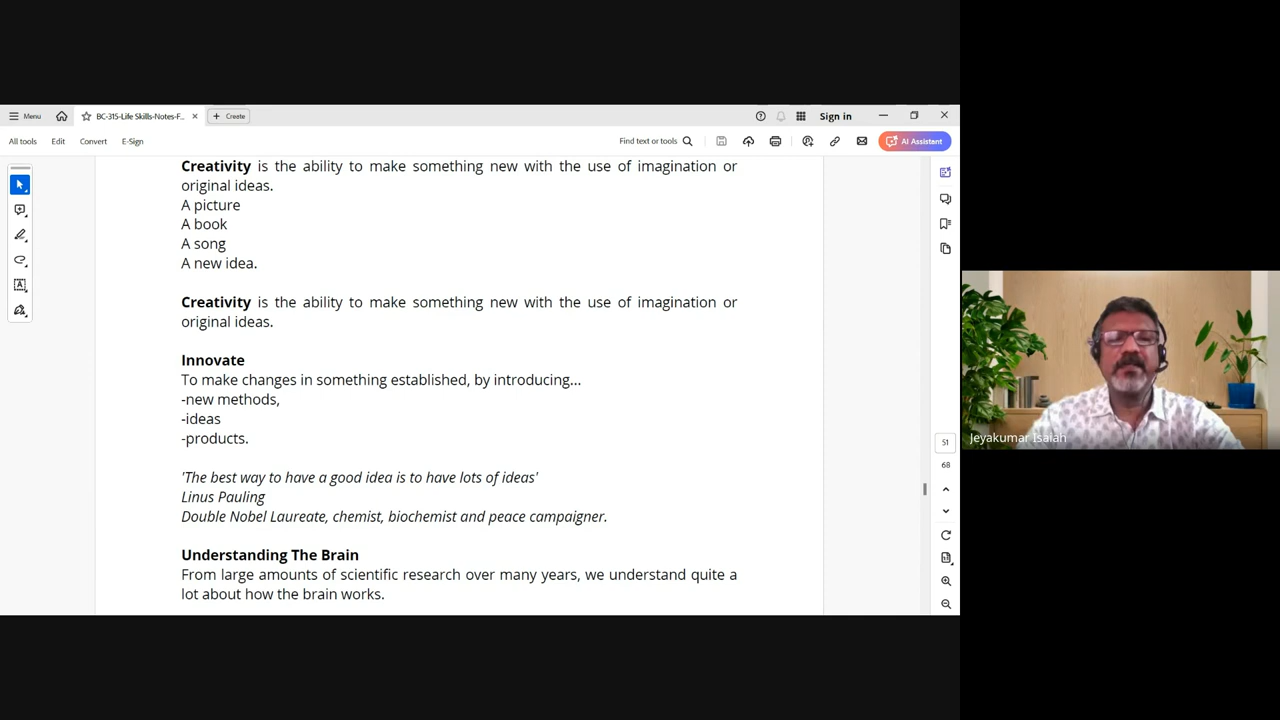 Menu
BC-315-Life Skills-Notes-F...
Create
Sign in
All tools
Edit
Convert
E-Sign
Find text or tools
AI Assistant
Creativity is the ability to make something new with the use of imagination or
original ideas.
A picture
A book
A song
A new idea.
Creativity is the ability to make something new with the use of imagination or
original ideas.
Innovate
To make changes in something established, by introducing...
-new methods,
-ideas
-products.
'The best way to have a good idea is to have lots of ideas'
Linus Pauling
Double Nobel Laureate, chemist, biochemist and peace campaigner.
Understanding The Brain
From large amounts of scientific research over many years, we understand quite a
lot about how the brain works.
51
68
Jeyakumar Isaiah